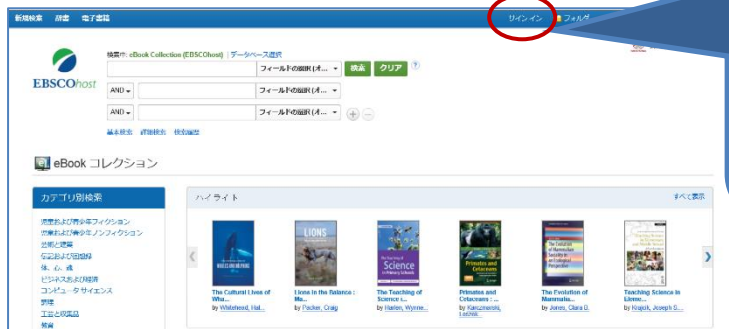 新規検索 辞書 電子書籍 サインイン フォルダ
検索中: eBook Collection (EBSCOhost) | データベース選択
フィールドの選択 (オ... 検索 クリア ?
EBSCOhost
AND フィールドの選択 (オ...
AND フィールドの選択 (オ...
基本検索 詳細検索 検索履歴
eBook コレクション
カテゴリ別検索
児童および青少年フィクション
児童および青少年ノンフィクション
芸術と建築
伝記および回顧録
体、心、魂
ビジネスおよび経済
コンピュータ サイエンス
料理
工芸と収集品
教育
ハイライト すべて表示
LIONS
Science
Primates and Cetaceans
The Cultural Lives of Wha...
by Whitehead, Hal...
Lions in the Balance : Ma...
by Packer, Craig
The Teaching of Science i...
by Harlen, Wynne...
Primates and Cetaceans : ...
by Karczmarski, Leszek...
The Evolution of Mammalia...
by Jones, Clara B.
Teaching Science in Eleme...
by Krajcik, Joseph S....